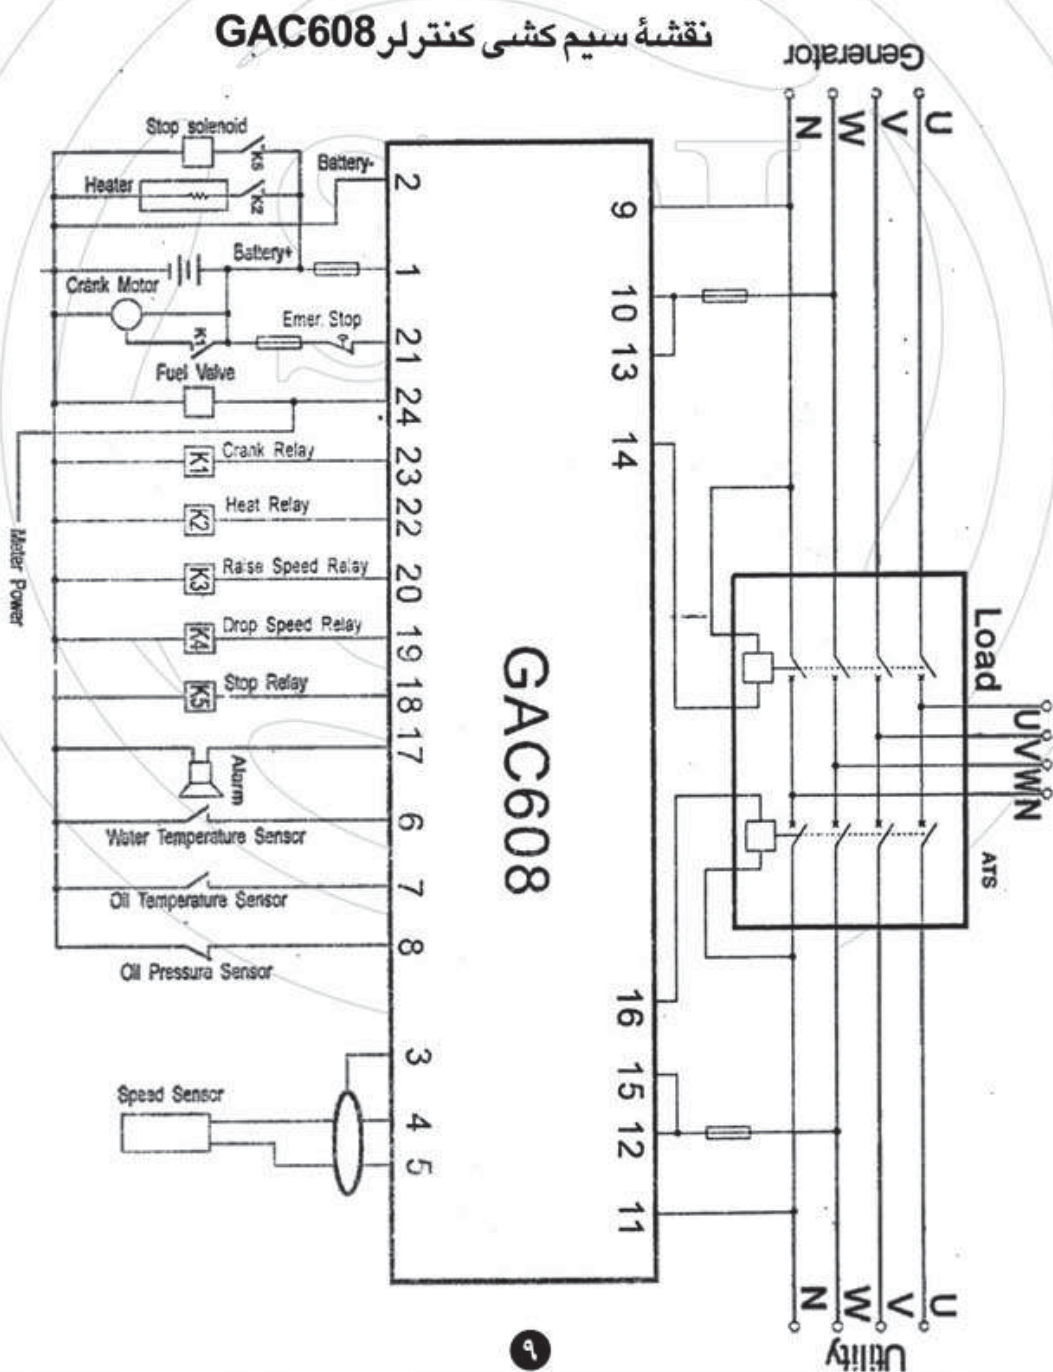 نقشهٔ سیم کشی کنترلر GAC608
Generator
N W V U
Stop solenoid
K5
Heater
K2
Battery-
2
9
Battery+
1
10
Crank Motor
Emer. Stop
K1
21
13
Fuel Valve
24
14
K1 Crank Relay
23
K2 Heat Relay
22
Meter Power
K3 Raise Speed Relay
20
K4 Drop Speed Relay
19
K5 Stop Relay
18
17
Alarm
6
Water Temperature Sensor
7
Oil Temperature Sensor
8
Oil Pressura Sensor
GAC608
Load
U V W N
ATS
16
3
15
Speed Sensor
4
12
5
11
N W V U
Utility
۹